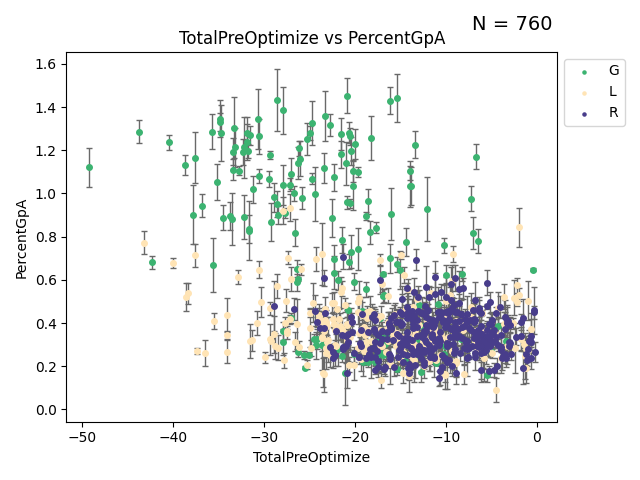 N = 760
TotalPreOptimize vs PercentGpA
1.6
1.4
1.2
1.0
0.8
0.6
0.4
0.2
0.0
PercentGpA
−50 −40 −30 −20 −10 0
TotalPreOptimize
G
L
R